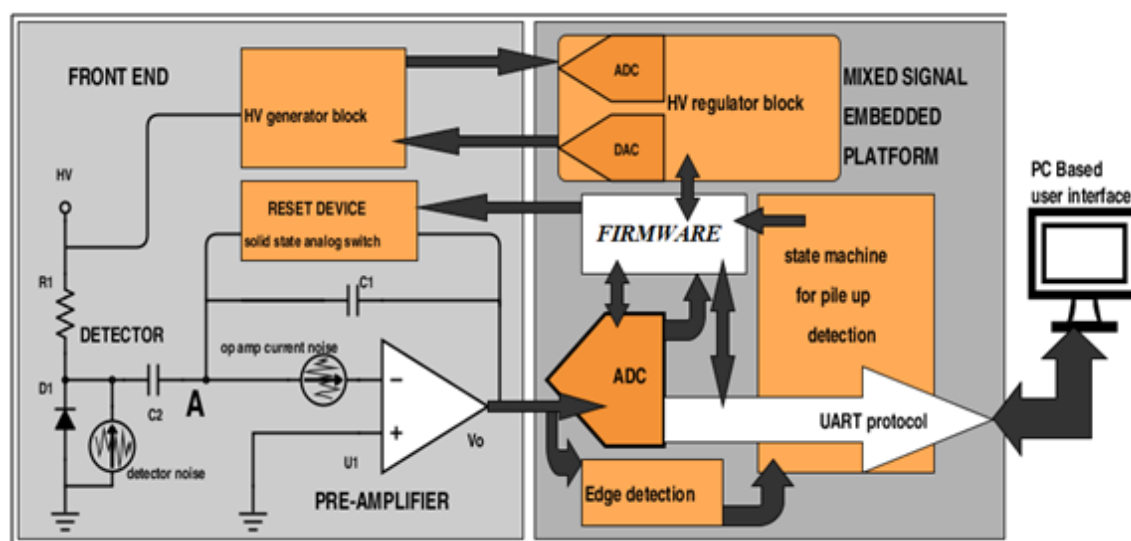 FRONT END
HV generator block
ADC
HV regulator block
DAC
MIXED SIGNAL
EMBEDDED
PLATFORM
PC Based
user interface
HV
RESET DEVICE
solid state analog switch
FIRMWARE
state machine
for pile up
detection
R1
C1
DETECTOR
op amp current noise
ADC
D1
C2
A
−
+
Vo
U1
UART protocol
detector noise
PRE-AMPLIFIER
Edge detection